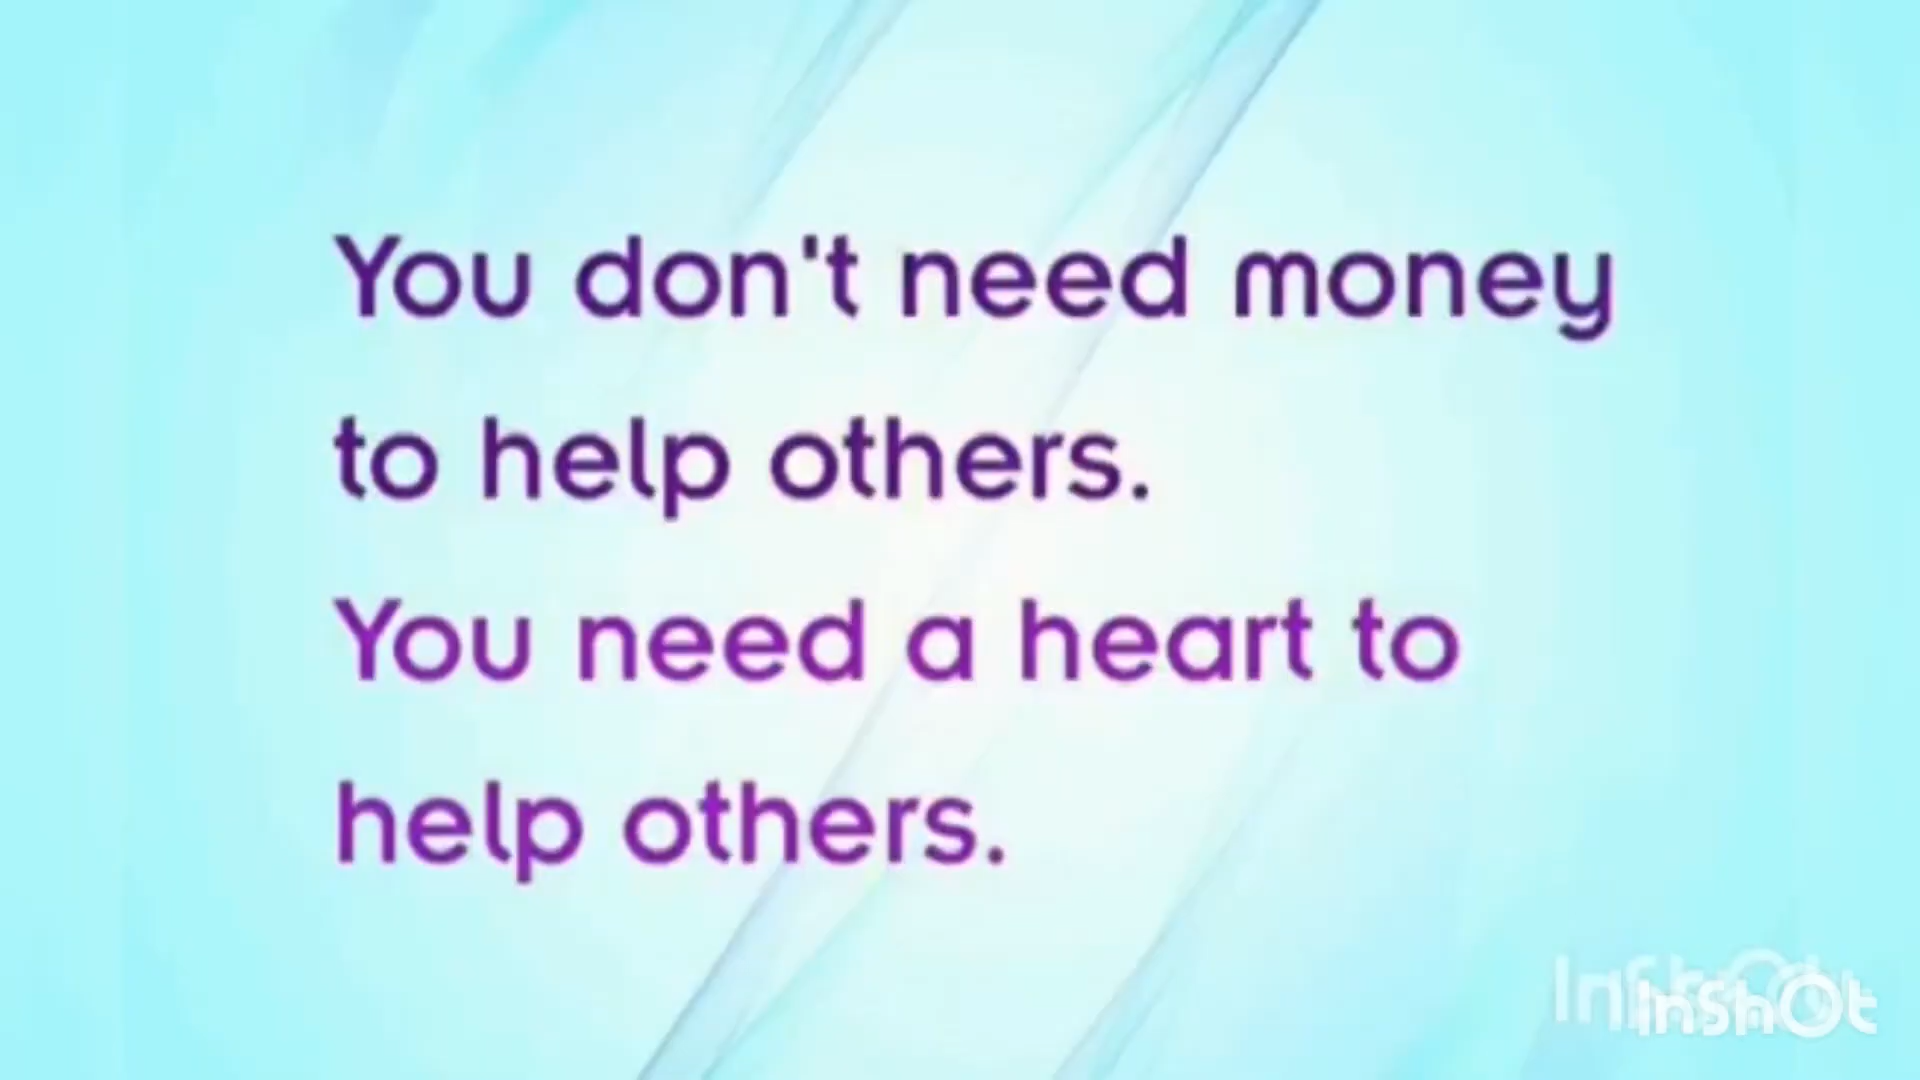 You don't need money
to help others.
You need a heart to
help others.
InShOt